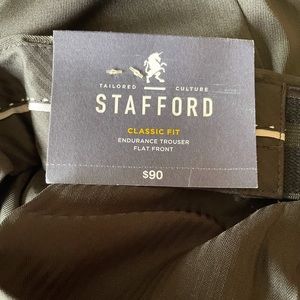 TAILORED CULTURE
STAFFORD
CLASSIC FIT
ENDURANCE TROUSER
FLAT FRONT
$90